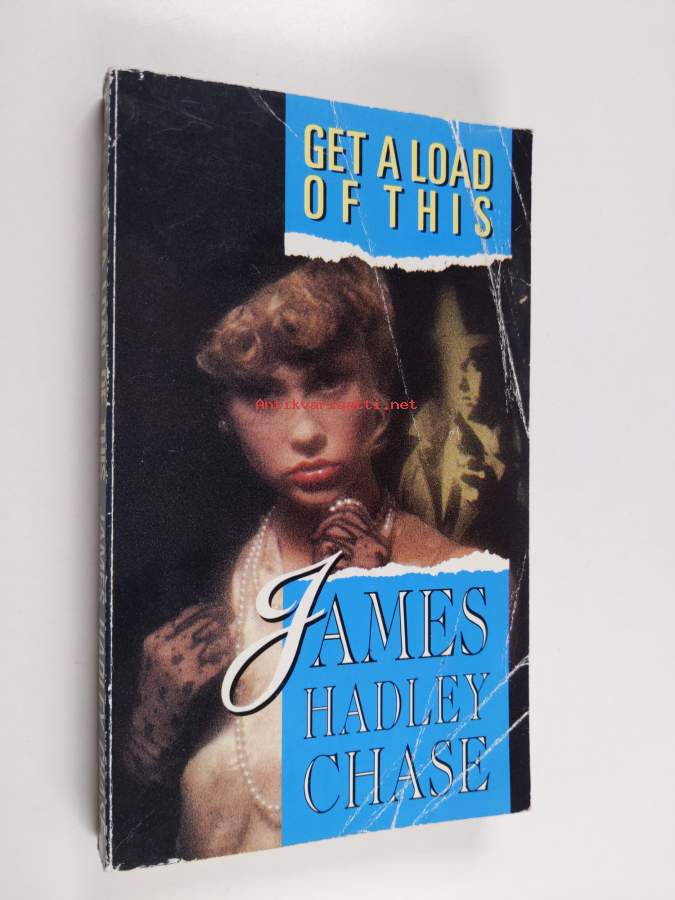 GET A LOAD
OF THIS
Antikvariaatti.net
JAMES
HADLEY
CHASE